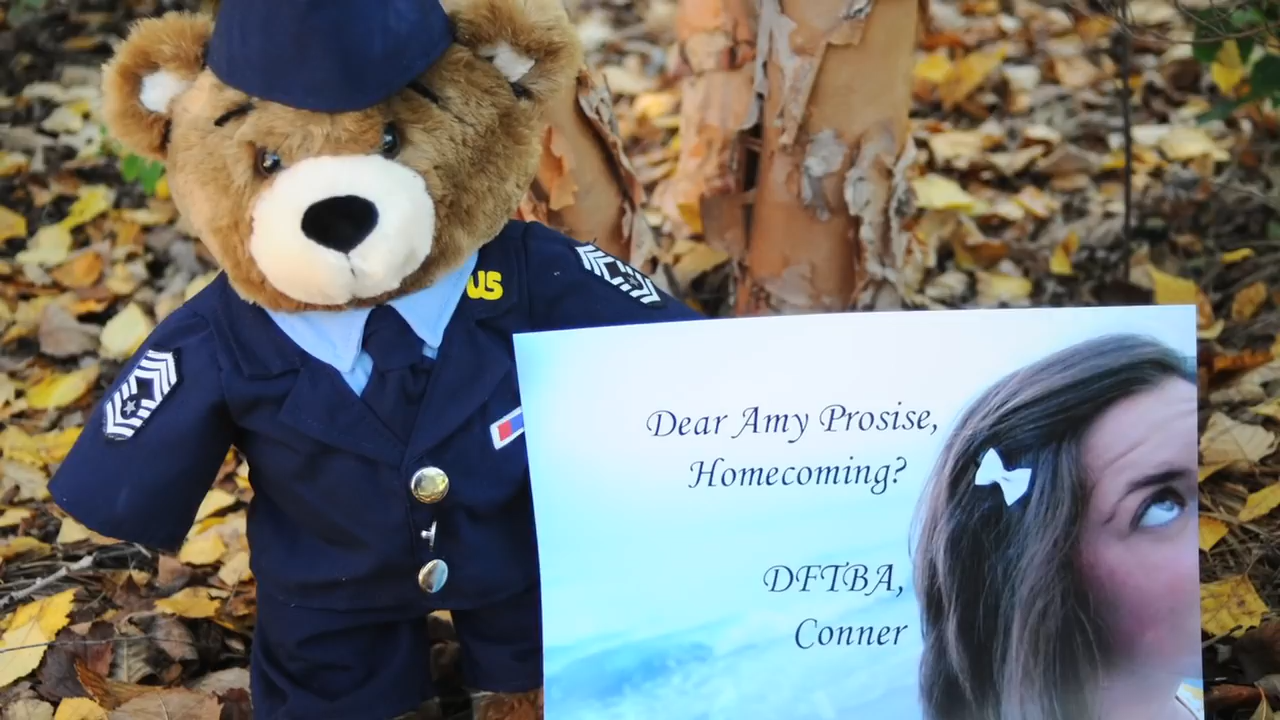 US
Dear Amy Prosise,
Homecoming?
DFTBA,
Conner